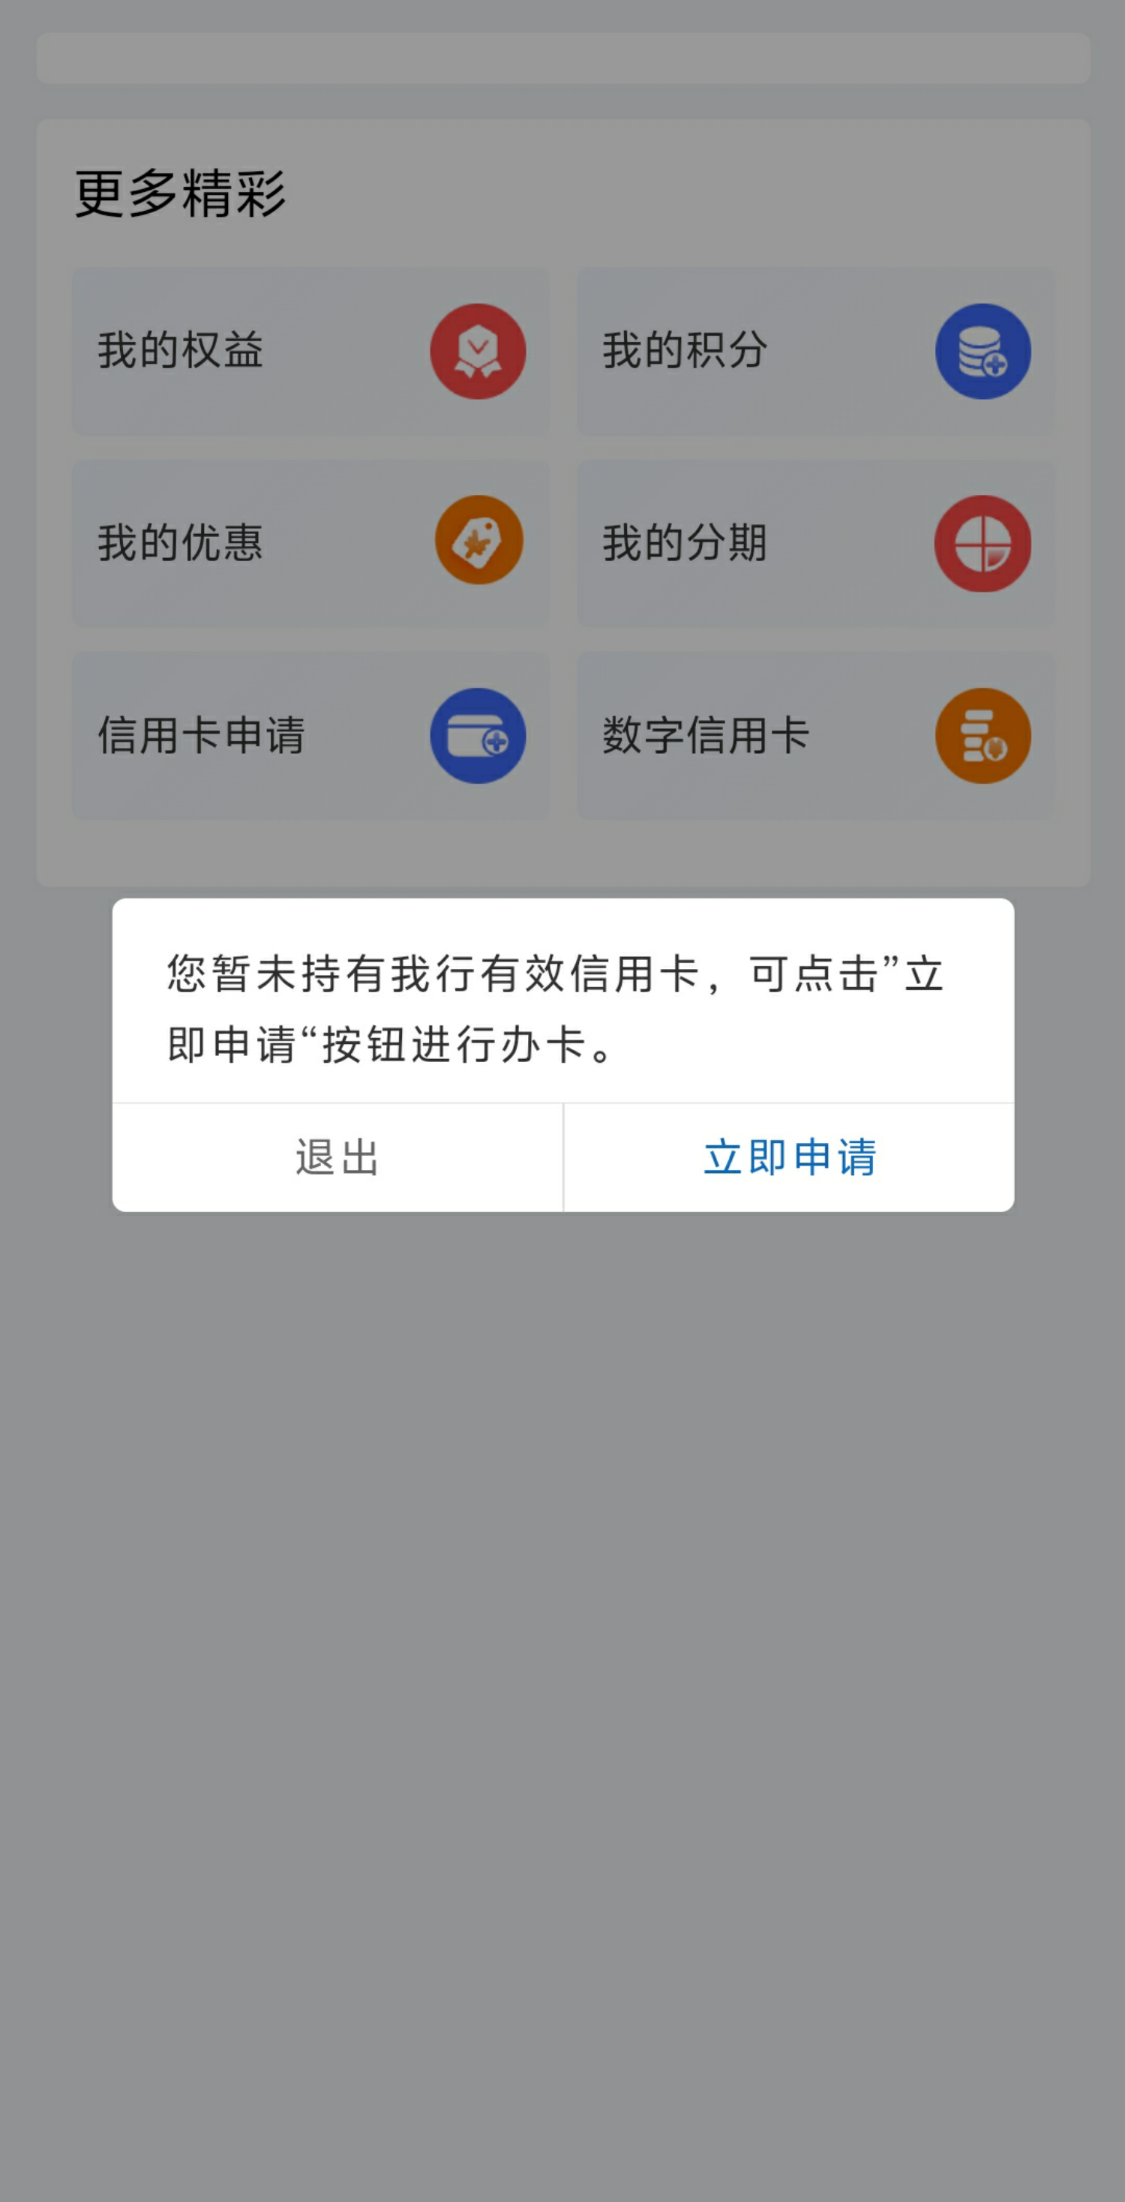 更多精彩
我的权益
我的积分
我的优惠
我的分期
信用卡申请
数字信用卡
您暂未持有我行有效信用卡，可点击”立
即申请“按钮进行办卡。
退出
立即申请